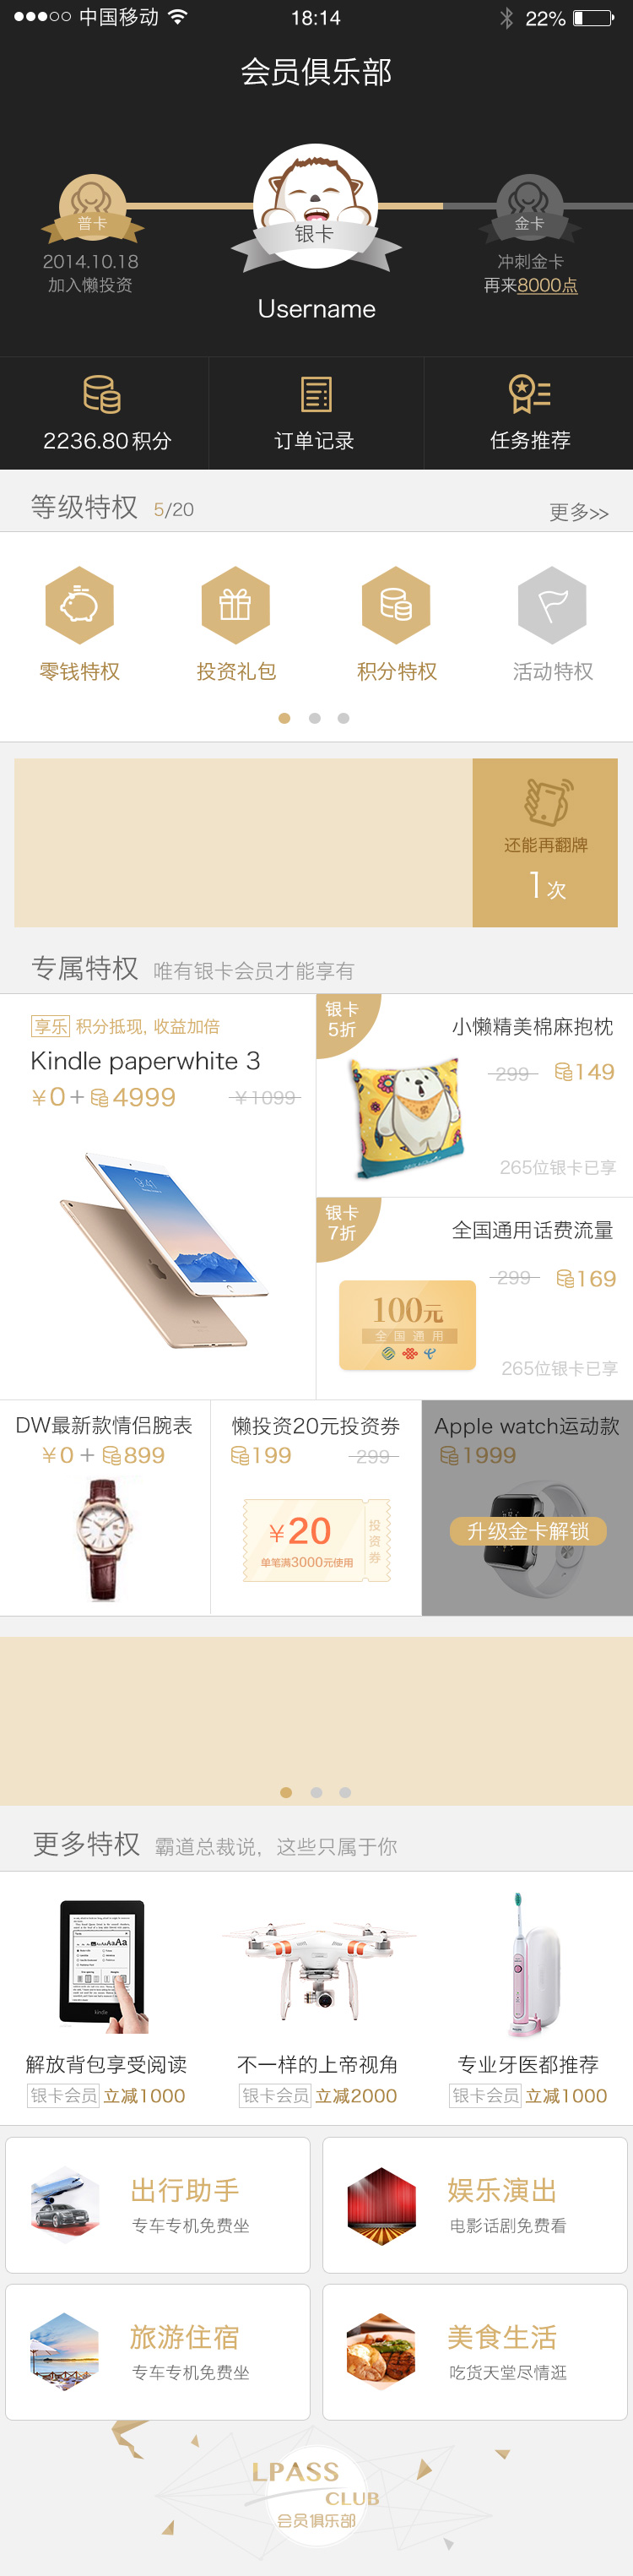 中国移动 18:14 22%
会员俱乐部
普卡 银卡 金卡
2014.10.18
加入懒投资
冲刺金卡
再来8000点
Username
2236.80积分 订单记录 任务推荐
等级特权 5/20 更多>>
零钱特权 投资礼包 积分特权 活动特权
还能再翻牌
1次
专属特权 唯有银卡会员才能享有
享乐 积分抵现, 收益加倍
Kindle paperwhite 3
¥0+4999 ¥1099
银卡
5折
小懒精美棉麻抱枕
299 149
265位银卡已享
银卡
7折
全国通用话费流量
299 169
100元
全国通用
265位银卡已享
DW最新款情侣腕表
¥0+899
懒投资20元投资券
199 299
¥20
单笔满3000元使用
投资券
Apple watch运动款
1999
升级金卡解锁
更多特权 霸道总裁说，这些只属于你
kindle
解放背包享受阅读
银卡会员 立减1000
不一样的上帝视角
银卡会员 立减2000
专业牙医都推荐
银卡会员 立减1000
出行助手
专车专机免费坐
娱乐演出
电影话剧免费看
旅游住宿
专车专机免费坐
美食生活
吃货天堂尽情逛
LPASS
CLUB
会员俱乐部